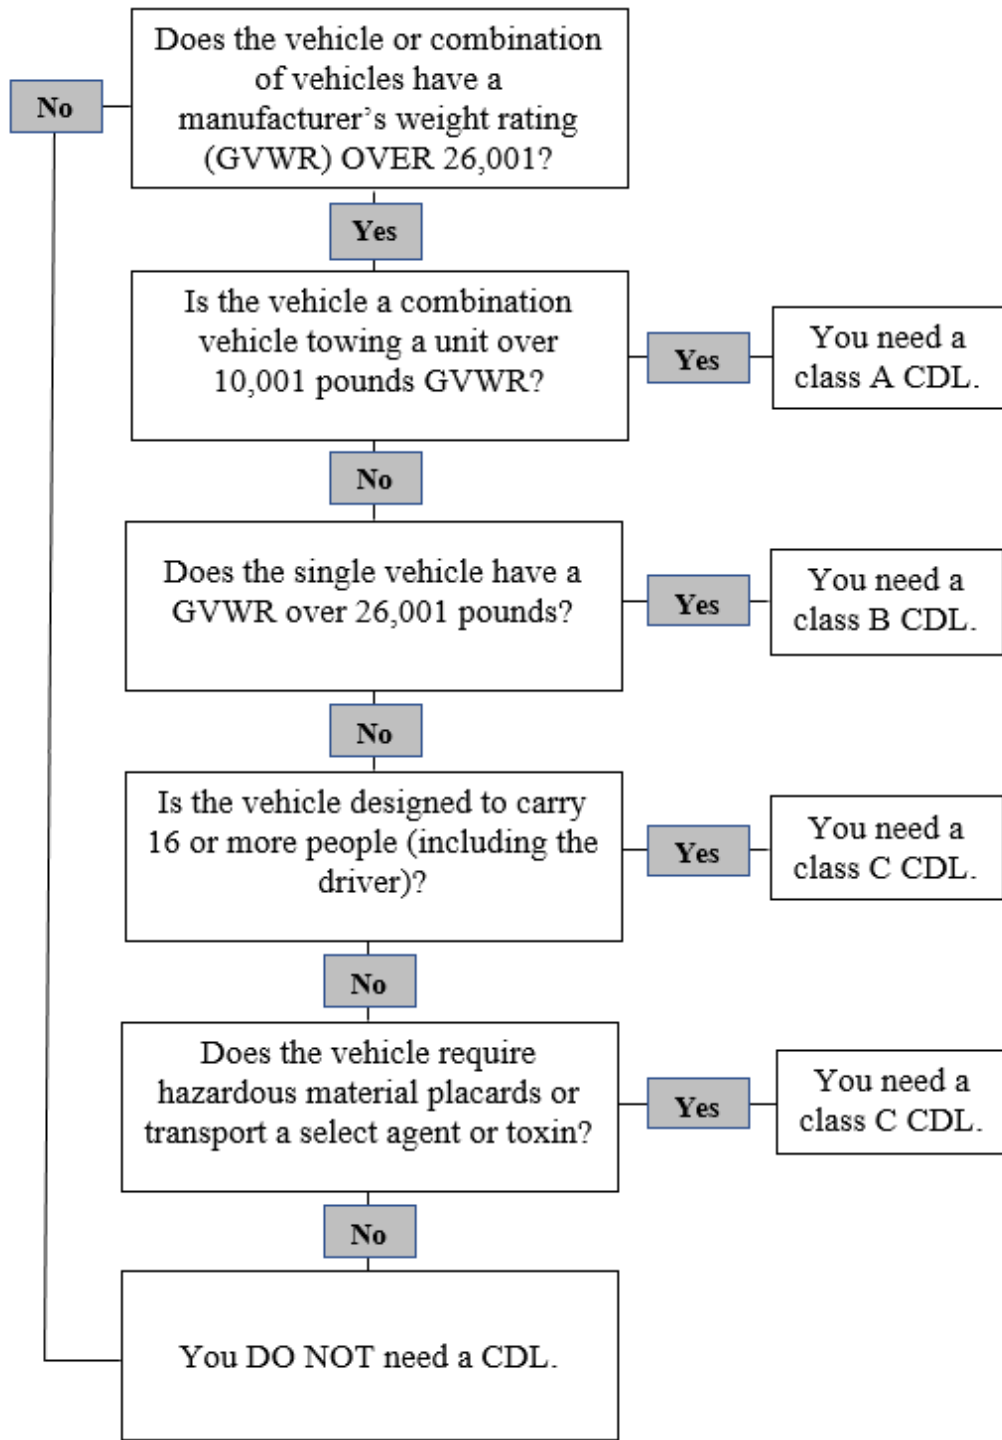 Does the vehicle or combination
of vehicles have a
manufacturer’s weight rating
(GVWR) OVER 26,001?
No
Yes
Is the vehicle a combination
vehicle towing a unit over
10,001 pounds GVWR?
Yes
You need a
class A CDL.
No
Does the single vehicle have a
GVWR over 26,001 pounds?
Yes
You need a
class B CDL.
No
Is the vehicle designed to carry
16 or more people (including the
driver)?
Yes
You need a
class C CDL.
No
Does the vehicle require
hazardous material placards or
transport a select agent or toxin?
Yes
You need a
class C CDL.
No
You DO NOT need a CDL.